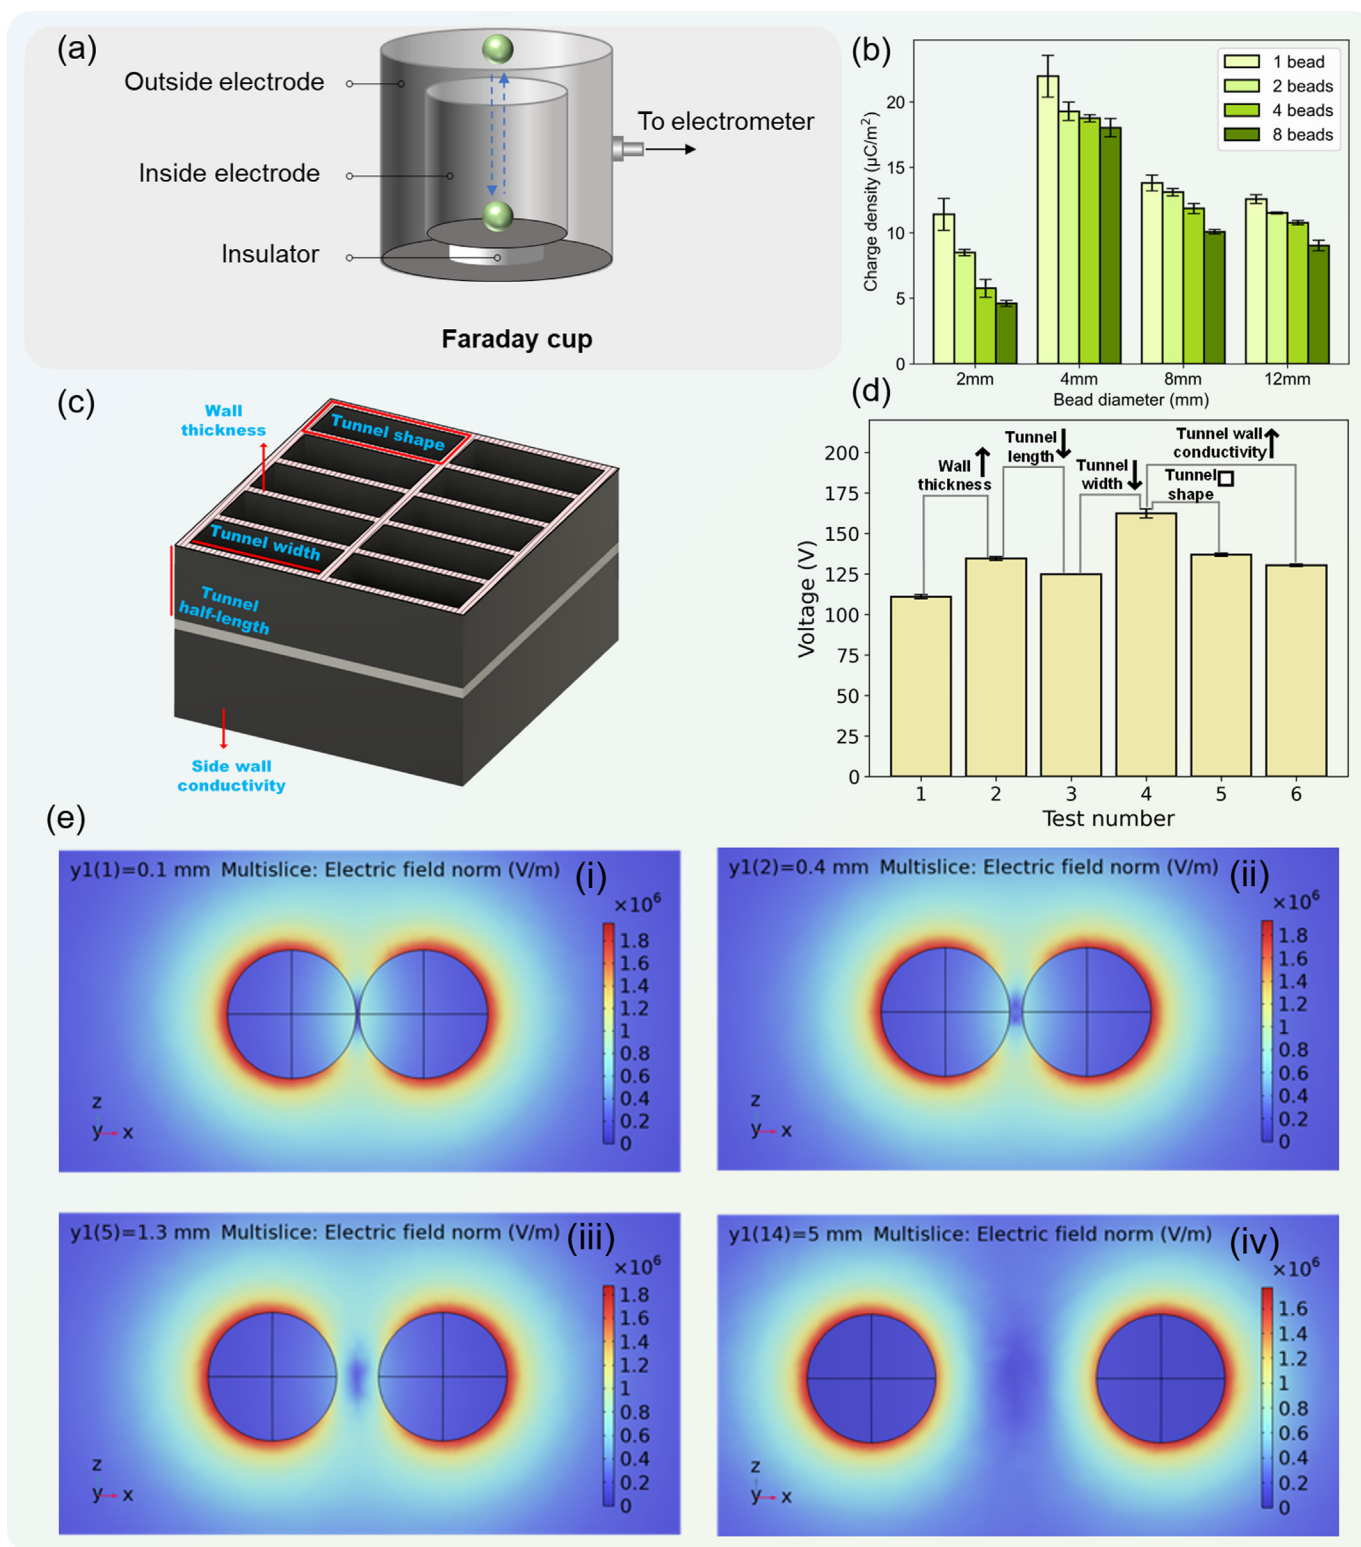 (a)
Outside electrode
Inside electrode
Insulator
To electrometer
Faraday cup
(b)
1 bead
2 beads
4 beads
8 beads
Charge density (μC/m²)
20
15
10
5
0
2mm 4mm 8mm 12mm
Bead diameter (mm)
(c)
Wall
thickness
Tunnel shape
Tunnel width
Tunnel
half-length
Side wall
conductivity
(d)
Wall
thickness
Tunnel
length
Tunnel
width
Tunnel wall
conductivity
Tunnel
shape
Voltage (V)
200
175
150
125
100
75
50
25
0
1 2 3 4 5 6
Test number
(e)
y1(1)=0.1 mm Multislice: Electric field norm (V/m) (i)
×10⁶
1.8
1.6
1.4
1.2
1
0.8
0.6
0.4
0.2
0
z
y x
y1(2)=0.4 mm Multislice: Electric field norm (V/m) (ii)
×10⁶
1.8
1.6
1.4
1.2
1
0.8
0.6
0.4
0.2
0
z
y x
y1(5)=1.3 mm Multislice: Electric field norm (V/m) (iii)
×10⁶
1.8
1.6
1.4
1.2
1
0.8
0.6
0.4
0.2
0
z
y x
y1(14)=5 mm Multislice: Electric field norm (V/m) (iv)
×10⁶
1.6
1.4
1.2
1
0.8
0.6
0.4
0.2
0
z
y x